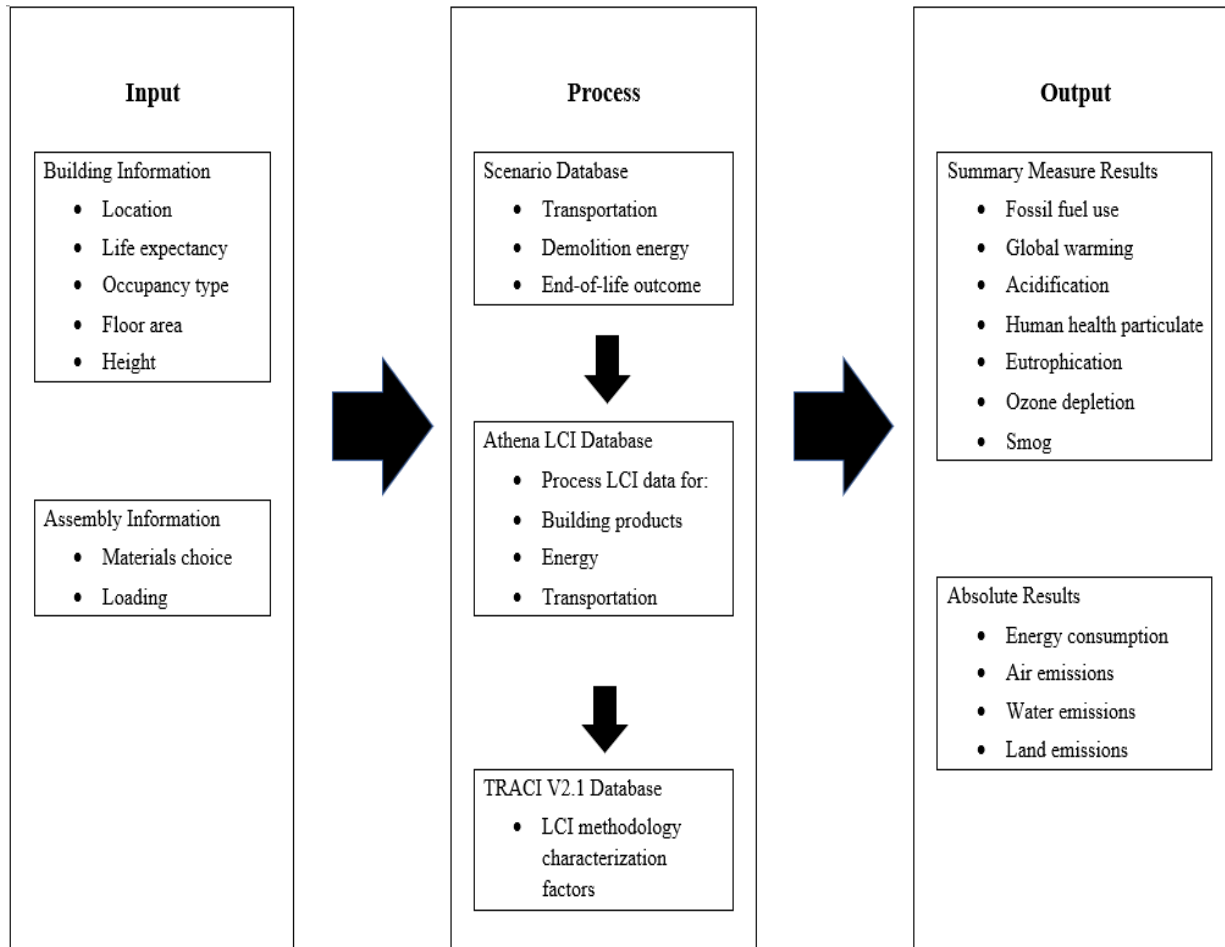 Input
Building Information
• Location
• Life expectancy
• Occupancy type
• Floor area
• Height
Assembly Information
• Materials choice
• Loading
Process
Scenario Database
• Transportation
• Demolition energy
• End-of-life outcome
Athena LCI Database
• Process LCI data for:
• Building products
• Energy
• Transportation
TRACI V2.1 Database
• LCI methodology
characterization
factors
Output
Summary Measure Results
• Fossil fuel use
• Global warming
• Acidification
• Human health particulate
• Eutrophication
• Ozone depletion
• Smog
Absolute Results
• Energy consumption
• Air emissions
• Water emissions
• Land emissions